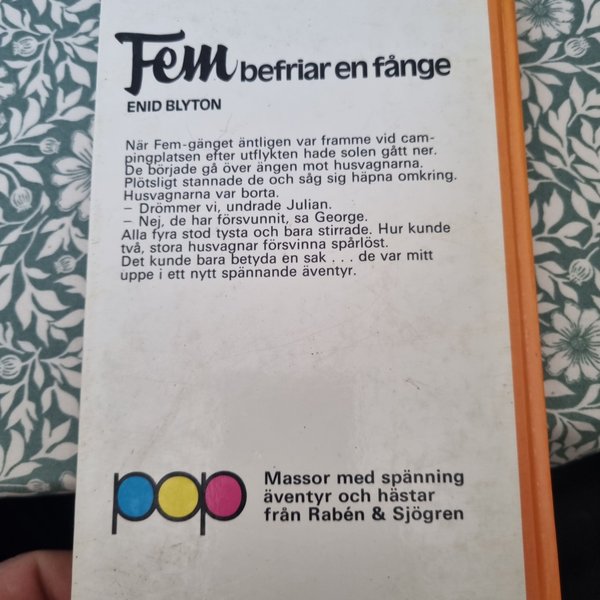 Fem befriar en fånge
ENID BLYTON
När Fem-gänget äntligen var framme vid cam-
pingplatsen efter utflykten hade solen gått ner.
De började gå över ängen mot husvagnarna.
Plötsligt stannade de och såg sig häpna omkring.
Husvagnarna var borta.
– Drömmer vi, undrade Julian.
– Nej, de har försvunnit, sa George.
Alla fyra stod tysta och bara stirrade. Hur kunde
två, stora husvagnar försvinna spårlöst.
Det kunde bara betyda en sak . . . de var mitt
uppe i ett nytt spännande äventyr.
pop
Massor med spänning
äventyr och hästar
från Rabén & Sjögren